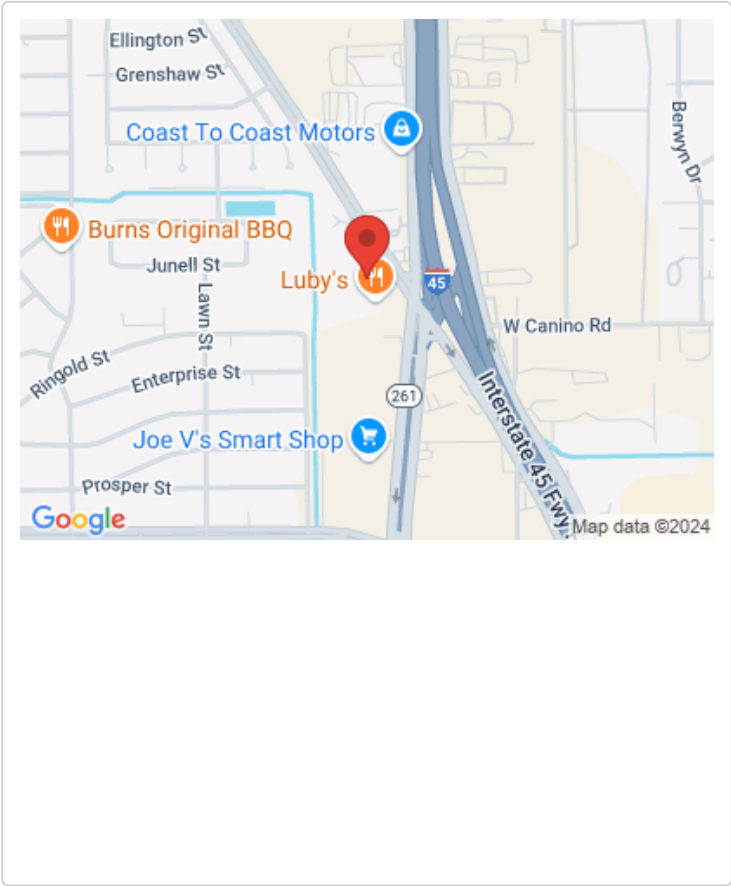 Ellington St
Grenshaw St
Coast To Coast Motors
Berwyn Dr
Burns Original BBQ
Junell St
Luby's
45
Lawn St
W Canino Rd
Ringold St
Enterprise St
261
Interstate 45 Fwy
Joe V's Smart Shop
Prosper St
Google
Map data ©2024